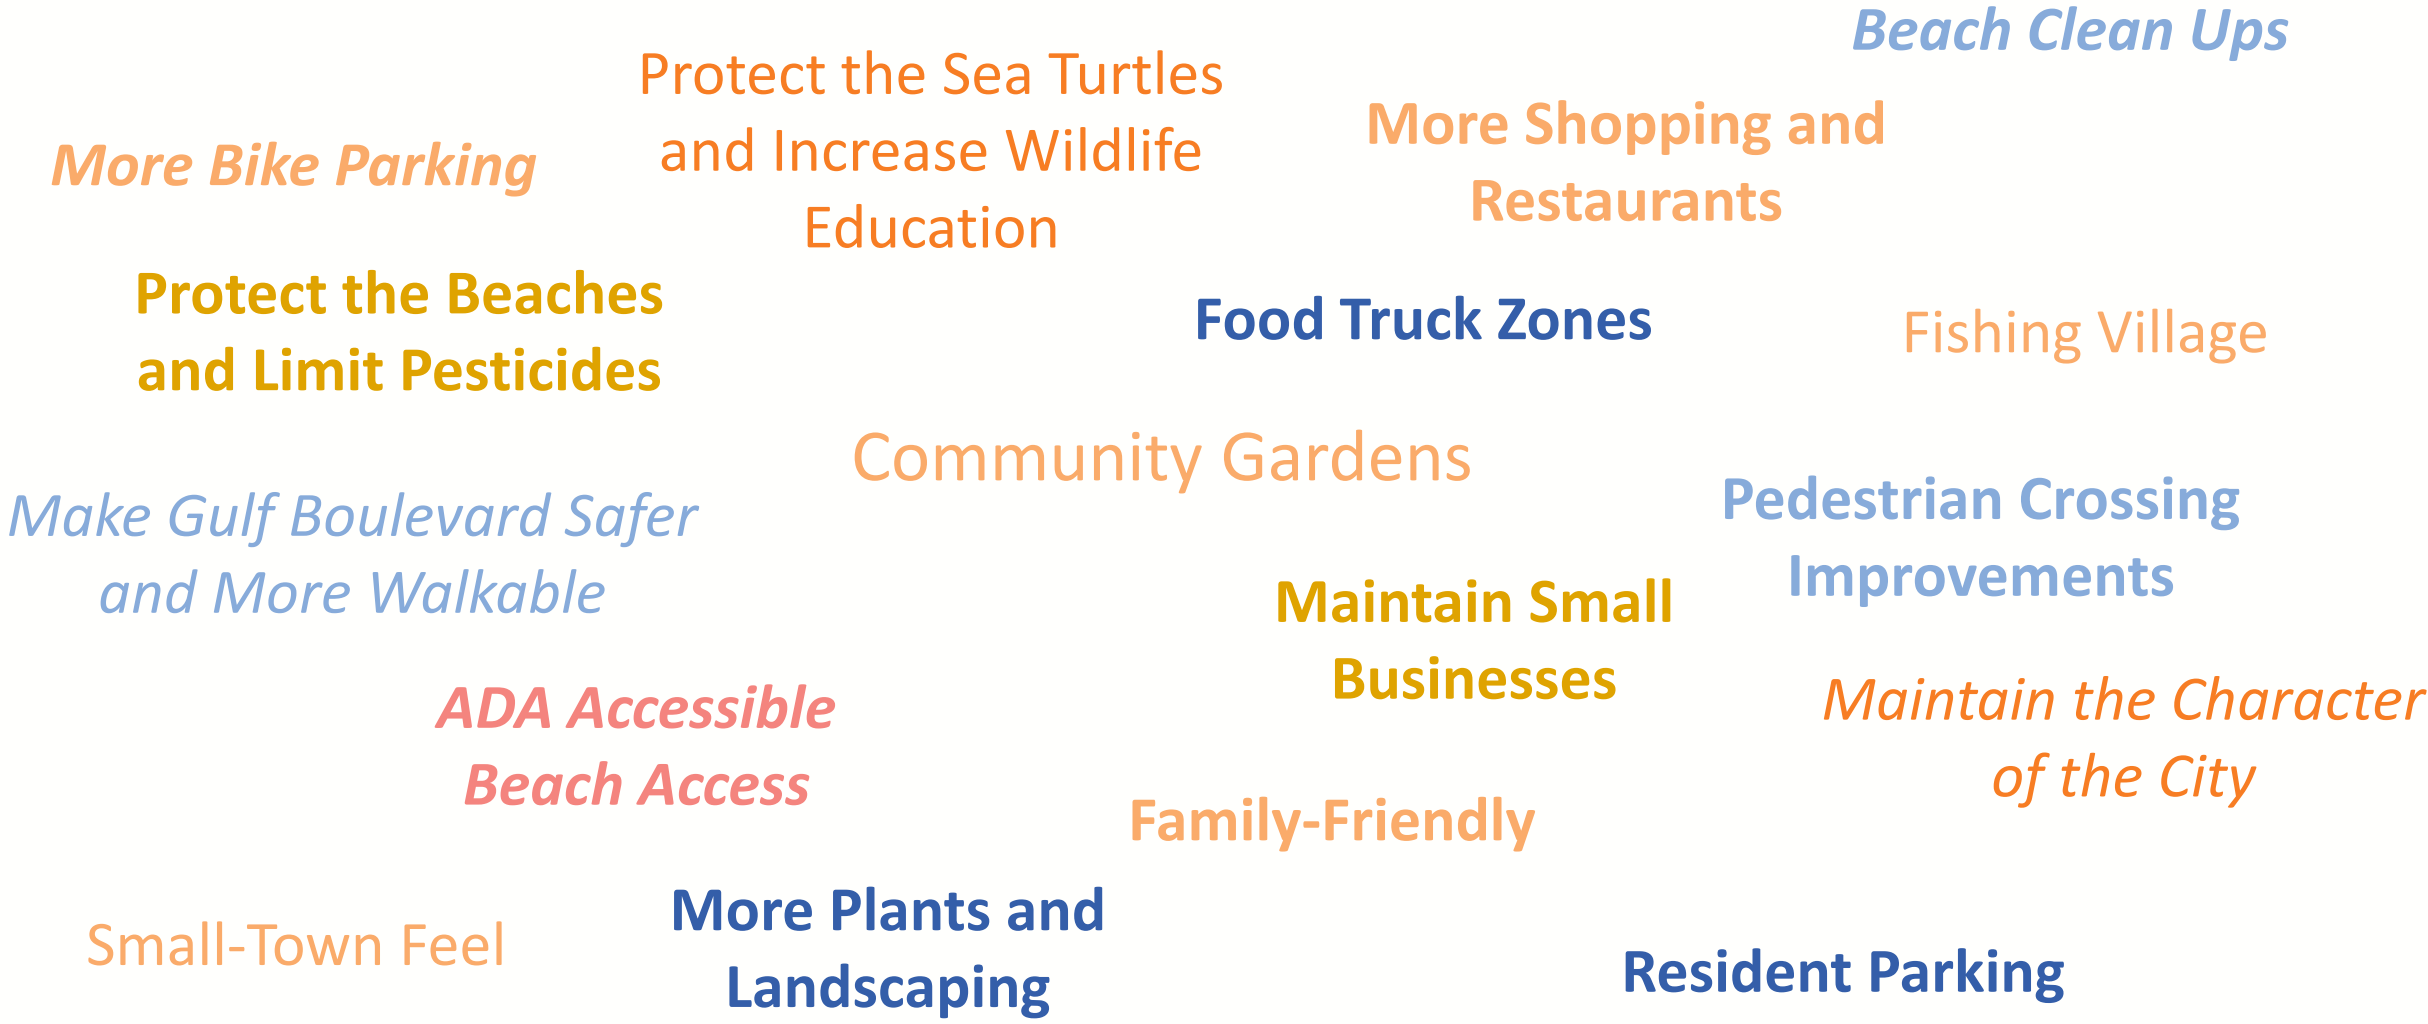 Beach Clean Ups
Protect the Sea Turtles
and Increase Wildlife
Education
More Shopping and
Restaurants
More Bike Parking
Protect the Beaches
and Limit Pesticides
Food Truck Zones
Fishing Village
Community Gardens
Make Gulf Boulevard Safer
and More Walkable
Pedestrian Crossing
Improvements
Maintain Small
Businesses
ADA Accessible
Beach Access
Maintain the Character
of the City
Family-Friendly
More Plants and
Landscaping
Small-Town Feel
Resident Parking